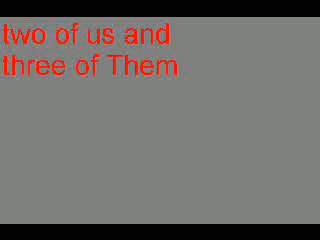 two of us and
three of Them